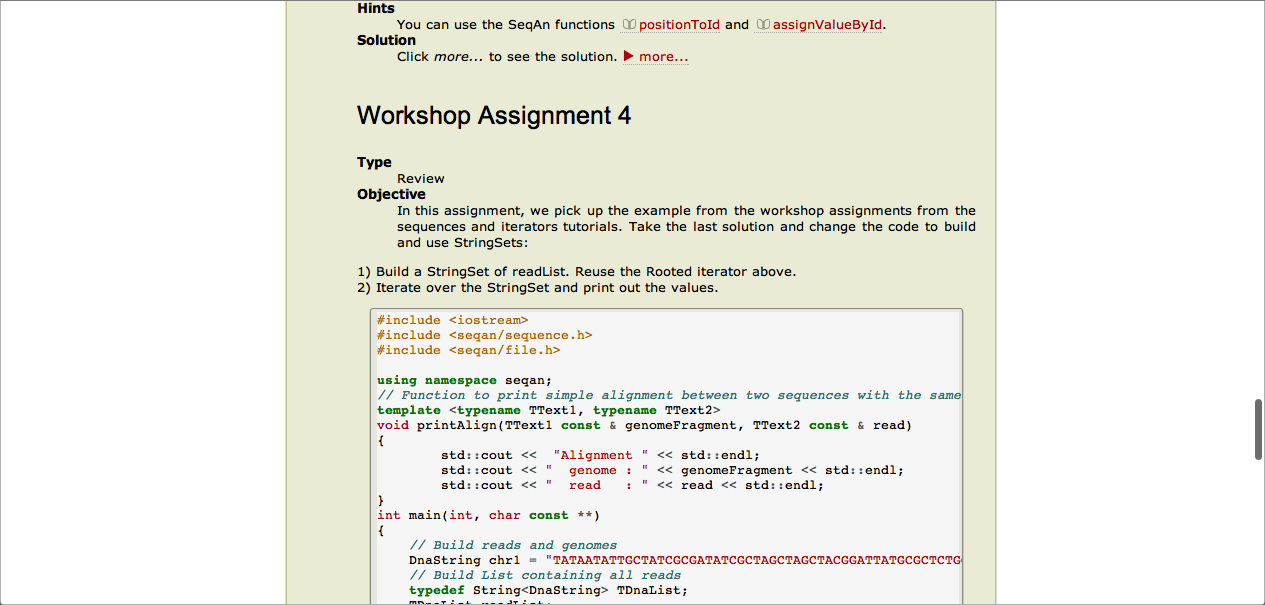 Hints
You can use the SeqAn functions positionToId and assignValueById.
Solution
Click more... to see the solution. ▶ more...
Workshop Assignment 4
Type
Review
Objective
In this assignment, we pick up the example from the workshop assignments from the
sequences and iterators tutorials. Take the last solution and change the code to build
and use StringSets:
1) Build a StringSet of readList. Reuse the Rooted iterator above.
2) Iterate over the StringSet and print out the values.
#include <iostream>
#include <seqan/sequence.h>
#include <seqan/file.h>
using namespace seqan;
// Function to print simple alignment between two sequences with the same
template <typename TText1, typename TText2>
void printAlign(TText1 const & genomeFragment, TText2 const & read)
{
std::cout <<  "Alignment " << std::endl;
std::cout << "  genome : " << genomeFragment << std::endl;
std::cout << "  read   : " << read << std::endl;
}
int main(int, char const **)
{
// Build reads and genomes
DnaString chr1 = "TATAATATTGCTATCGCGATATCGCTAGCTAGCTACGGATTATGCGCTCTG
// Build List containing all reads
typedef String<DnaString> TDnaList;
TDnaList readList;